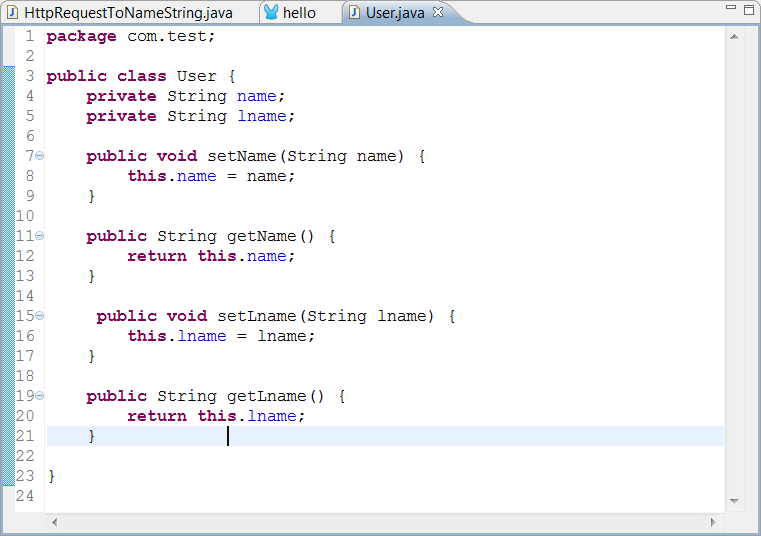 HttpRequestToNameString.java hello User.java
1 package com.test;
2
3 public class User {
4     private String name;
5     private String lname;
6
7     public void setName(String name) {
8         this.name = name;
9     }
10
11     public String getName() {
12         return this.name;
13     }
14
15      public void setLname(String lname) {
16         this.lname = lname;
17     }
18
19     public String getLname() {
20         return this.lname;
21     }
22
23 }
24